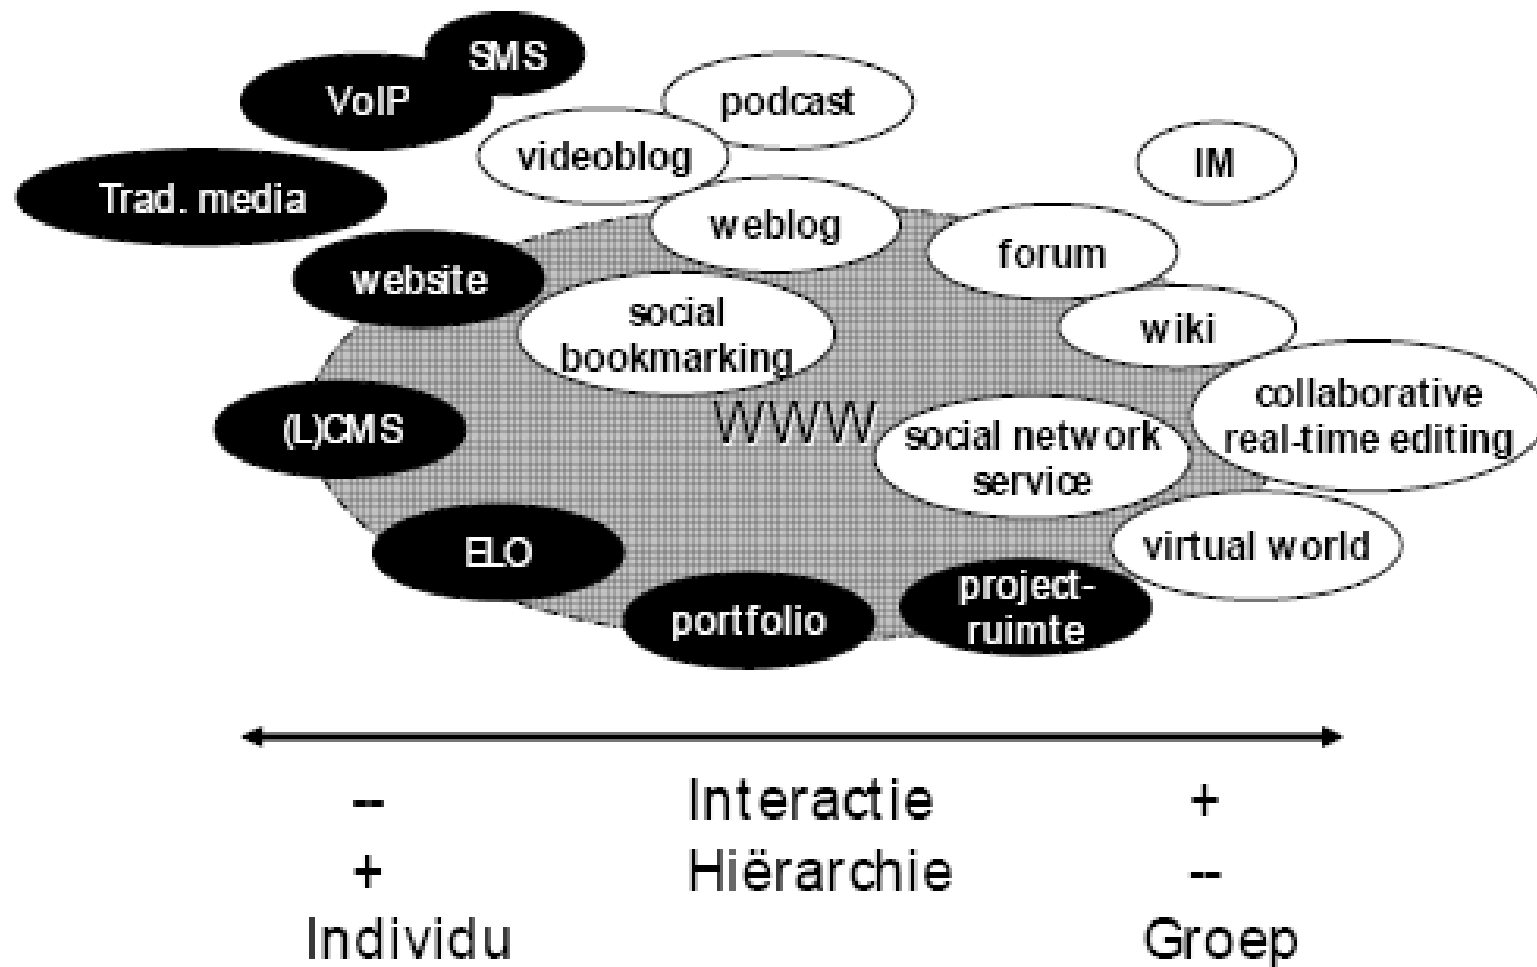 SMS
VoIP
podcast
videoblog
IM
Trad. media
weblog
forum
website
social
bookmarking
wiki
collaborative
real-time editing
(L)CMS
WWW
social network
service
ELO
virtual world
portfolio
project-
ruimte
-- Interactie +
+ Hiërarchie --
Individu Groep